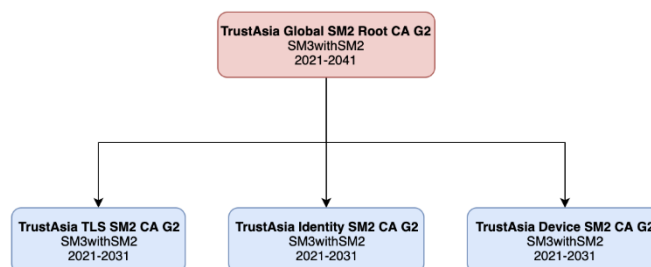 TrustAsia Global SM2 Root CA G2
SM3withSM2
2021-2041
TrustAsia TLS SM2 CA G2
SM3withSM2
2021-2031
TrustAsia Identity SM2 CA G2
SM3withSM2
2021-2031
TrustAsia Device SM2 CA G2
SM3withSM2
2021-2031